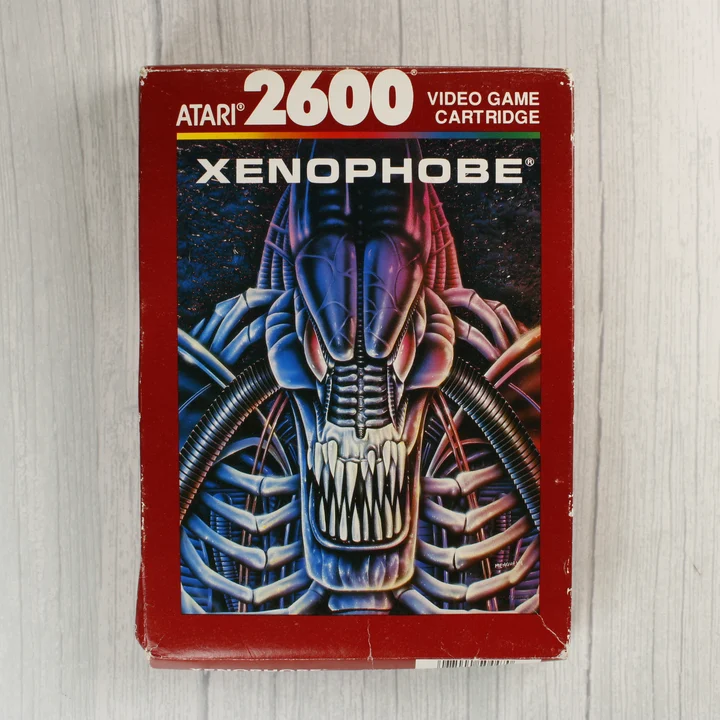 ATARI® 2600® VIDEO GAME
CARTRIDGE
XENOPHOBE®